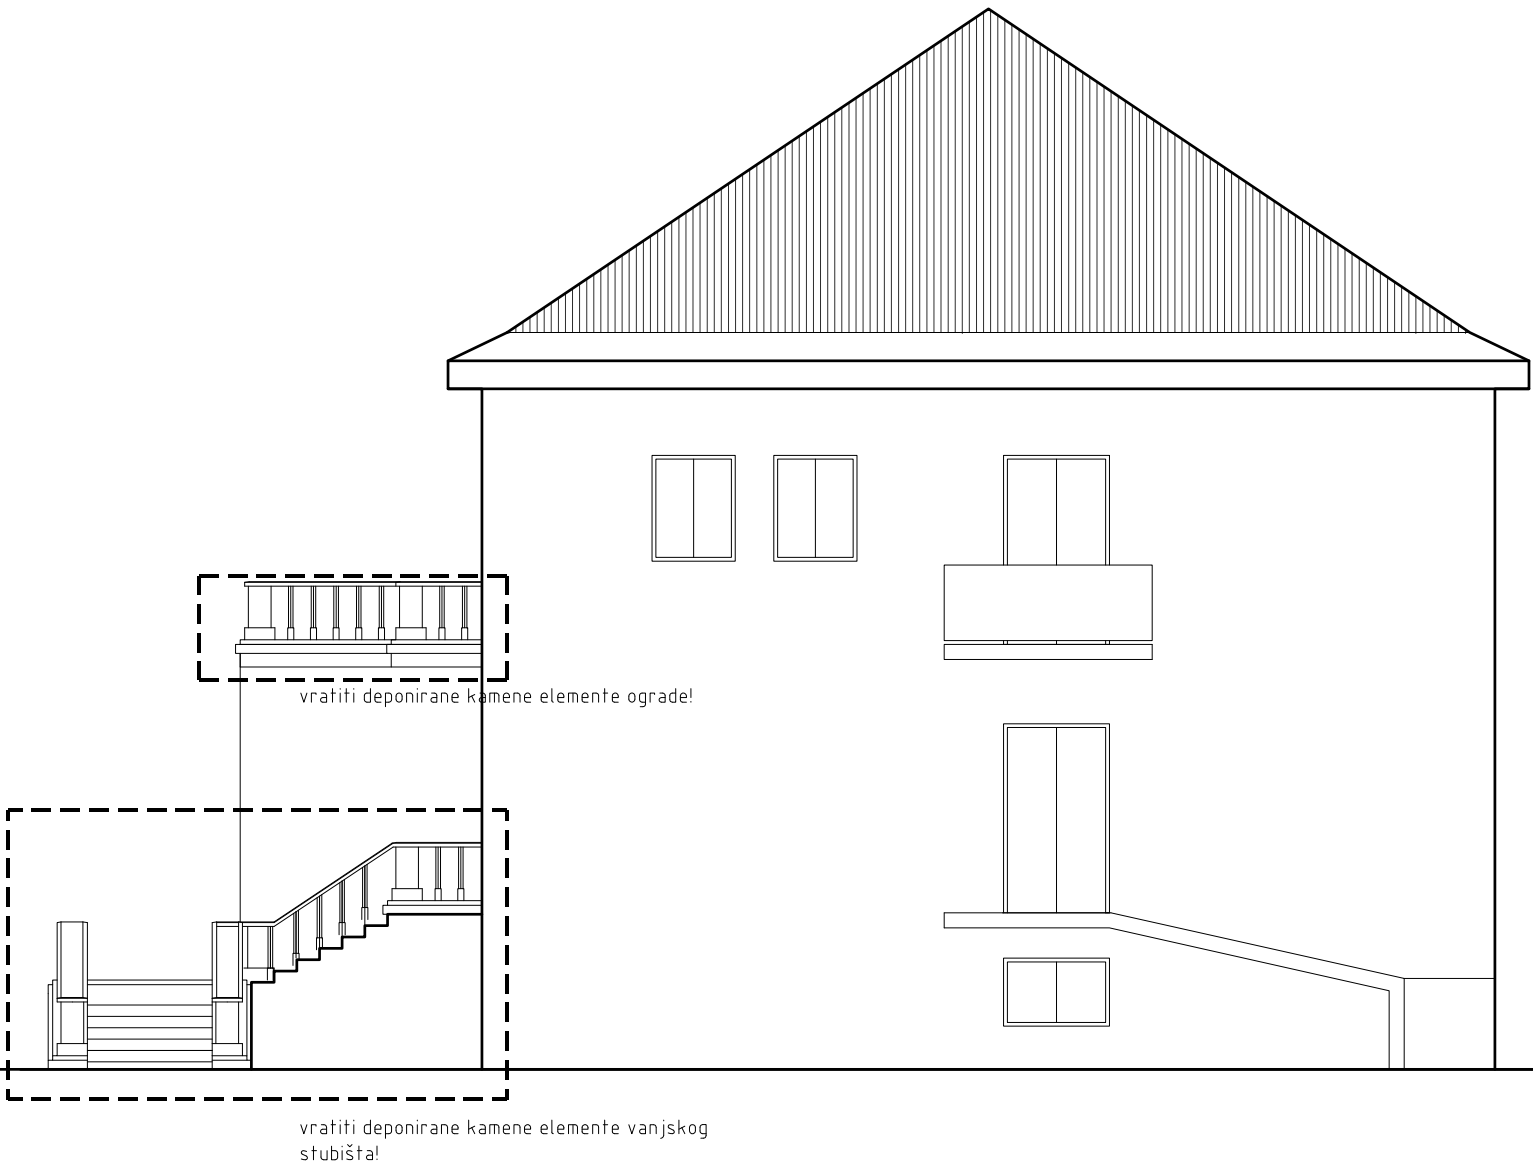 vratiti deponirane kamene elemente ograde!
vratiti deponirane kamene elemente vanjskog
stubišta!